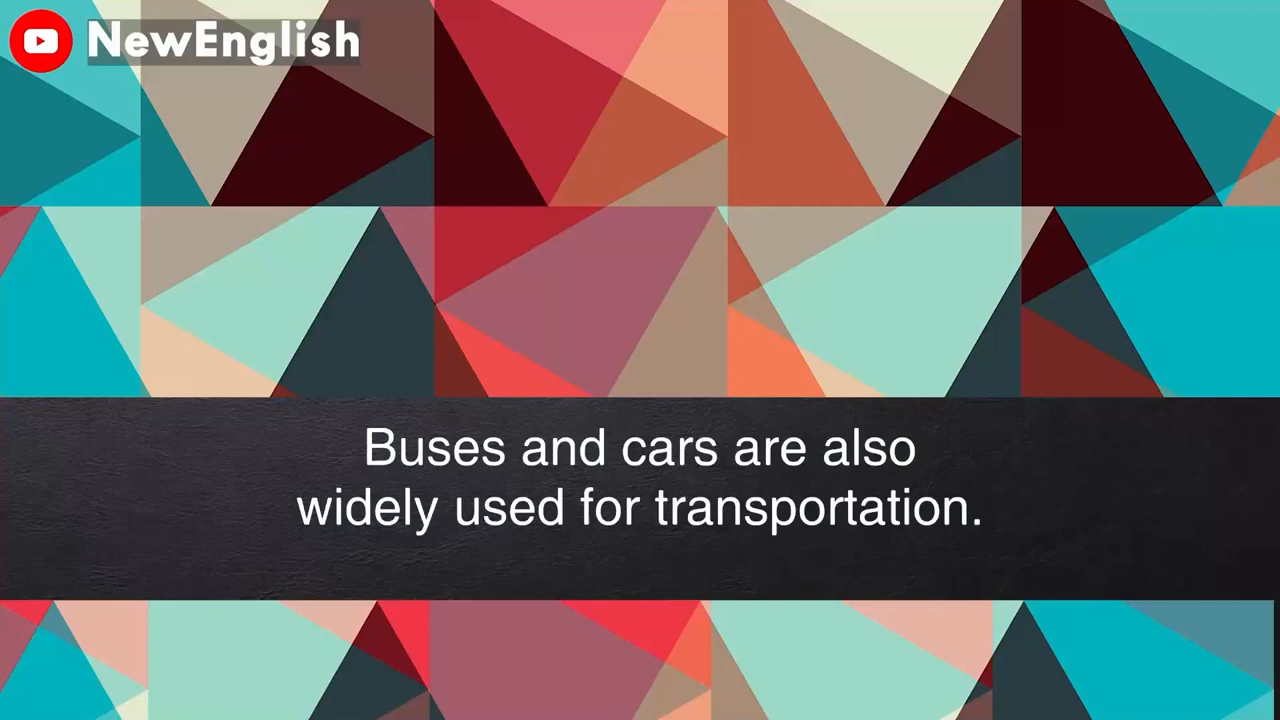 NewEnglish
Buses and cars are also
widely used for transportation.